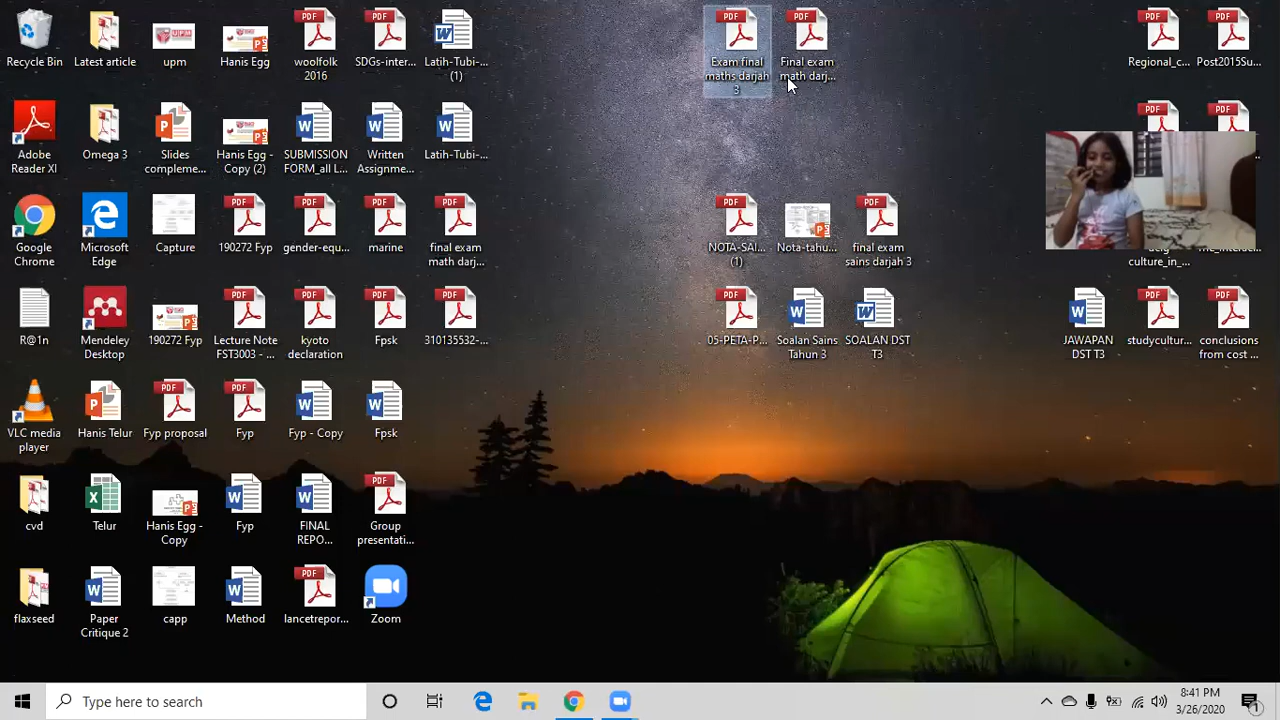 Recycle Bin
Latest article
upm
Hanis Egg
woolfolk
2016
SDGs-inter...
Latih-Tubi-...
(1)
Exam final
maths darjah
3
Final exam
math darj...
Regional_c...
Post2015Su...
Adobe
Reader XI
Omega 3
Slides
compleme...
Hanis Egg
- Copy (2)
SUBMISSION
FORM_all L...
Written
Assignme...
Latih-Tubi-...
Google
Chrome
Microsoft
Edge
Capture
190272 Fyp
gender-equ...
marine
final exam
math darj...
NOTA-SAI...
(1)
Nota-tahu...
final exam
sains darjah 3
culture_in_...
R@1n
Mendeley
Desktop
190272 Fyp
Lecture Note
FST3003 - ...
kyoto
declaration
Fpsk
310135532-...
05-PETA-P...
Soalan Sains
Tahun 3
SOALAN DST
T3
JAWAPAN
DST T3
studycultur...
conclusions
from cost ...
VLC media
player
Hanis Telur
Fyp proposal
Fyp
Fyp - Copy
Fpsk
cvd
Telur
Hanis Egg -
Copy
Fyp
FINAL
REPO...
Group
presentati...
flaxseed
Paper
Critique 2
capp
Method
lancetrepor...
Zoom
Type here to search
8:41 PM
3/26/2020